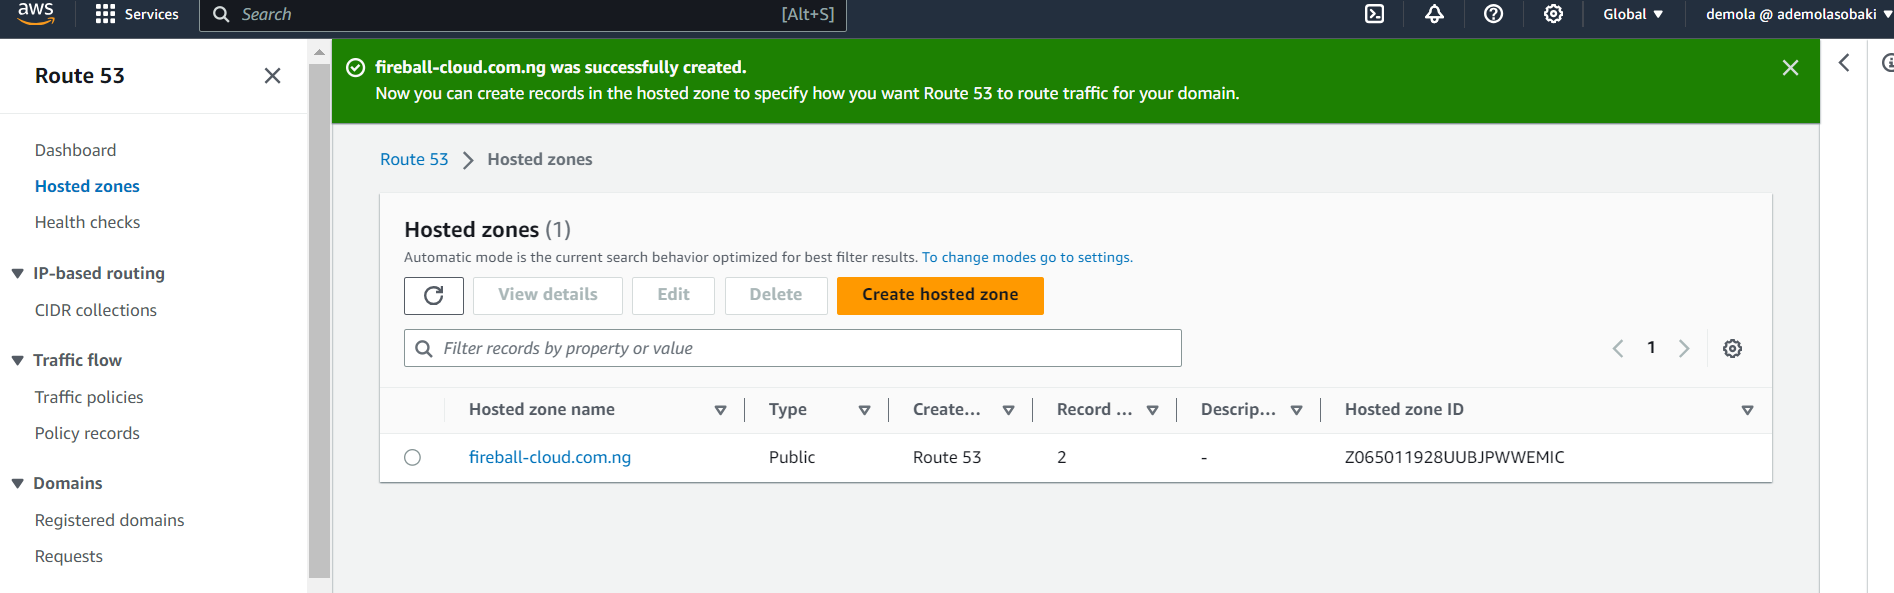 aws
Services
Search [Alt+S]
Global
demola @ ademolasobaki
Route 53
Dashboard
Hosted zones
Health checks
IP-based routing
CIDR collections
Traffic flow
Traffic policies
Policy records
Domains
Registered domains
Requests
fireball-cloud.com.ng was successfully created.
Now you can create records in the hosted zone to specify how you want Route 53 to route traffic for your domain.
Route 53 Hosted zones
Hosted zones (1)
Automatic mode is the current search behavior optimized for best filter results. To change modes go to settings.
View details Edit Delete Create hosted zone
Filter records by property or value
1
Hosted zone name Type Create... Record ... Descrip... Hosted zone ID
fireball-cloud.com.ng Public Route 53 2 - Z065011928UUBJPWWEMIC